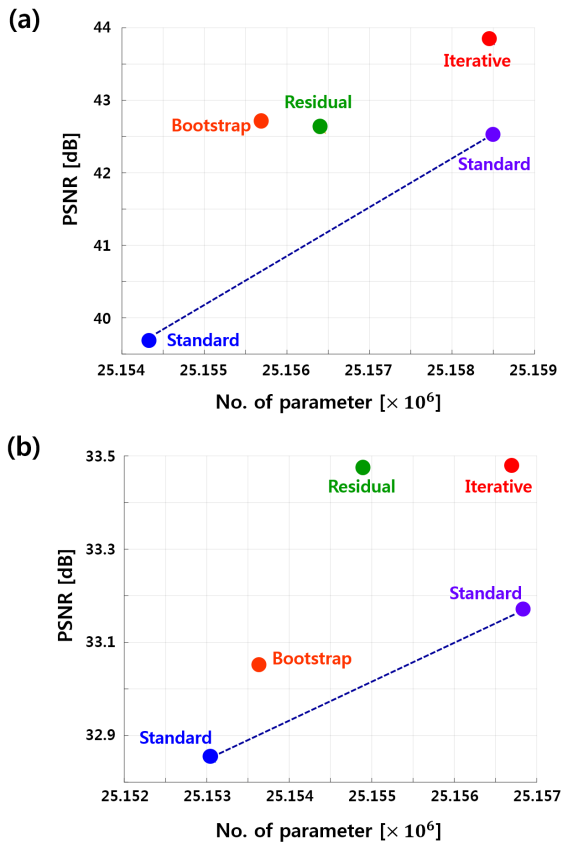 (a)
44
43
42
41
40
PSNR [dB]
Iterative
Residual
Bootstrap
Standard
Standard
25.154 25.155 25.156 25.157 25.158 25.159
No. of parameter [× 10⁶]
(b)
33.5
33.3
33.1
32.9
PSNR [dB]
Residual
Iterative
Standard
Bootstrap
Standard
25.152 25.153 25.154 25.155 25.156 25.157
No. of parameter [× 10⁶]